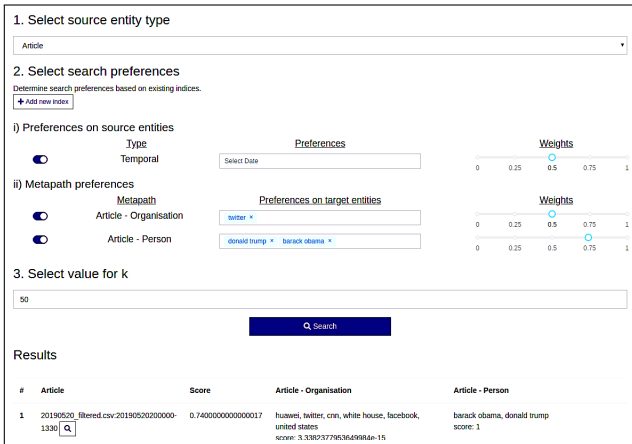 1. Select source entity type
Article
2. Select search preferences
Determine search preferences based on existing indices.
+ Add new index
i) Preferences on source entities
Type Preferences Weights
Temporal Select Date
0 0.25 0.5 0.75 1
ii) Metapath preferences
Metapath Preferences on target entities Weights
Article - Organisation twitter ×
0 0.25 0.5 0.75 1
Article - Person donald trump × barack obama ×
0 0.25 0.5 0.75 1
3. Select value for k
50
Search
Results
# Article Score Article - Organisation Article - Person
1 20190520_filtered.csv:20190520200000- 0.7400000000000017 huawei, twitter, cnn, white house, facebook, barack obama, donald trump
1330 united states score: 1
score: 3.3382377953649984e-15